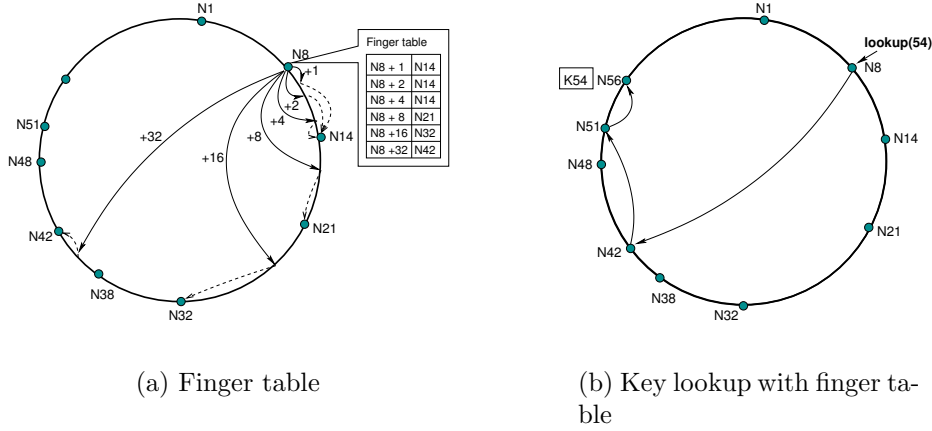 N1
N8
Finger table
+1
N8 + 1 N14
N8 + 2 N14
N8 + 4 N14
N8 + 8 N21
N8 +16 N32
N8 +32 N42
+2
+4
+8
+16
+32
N14
N21
N32
N38
N42
N48
N51
(a) Finger table
N1
lookup(54)
N8
K54 N56
N51
N14
N48
N21
N42
N38
N32
(b) Key lookup with finger ta-
ble